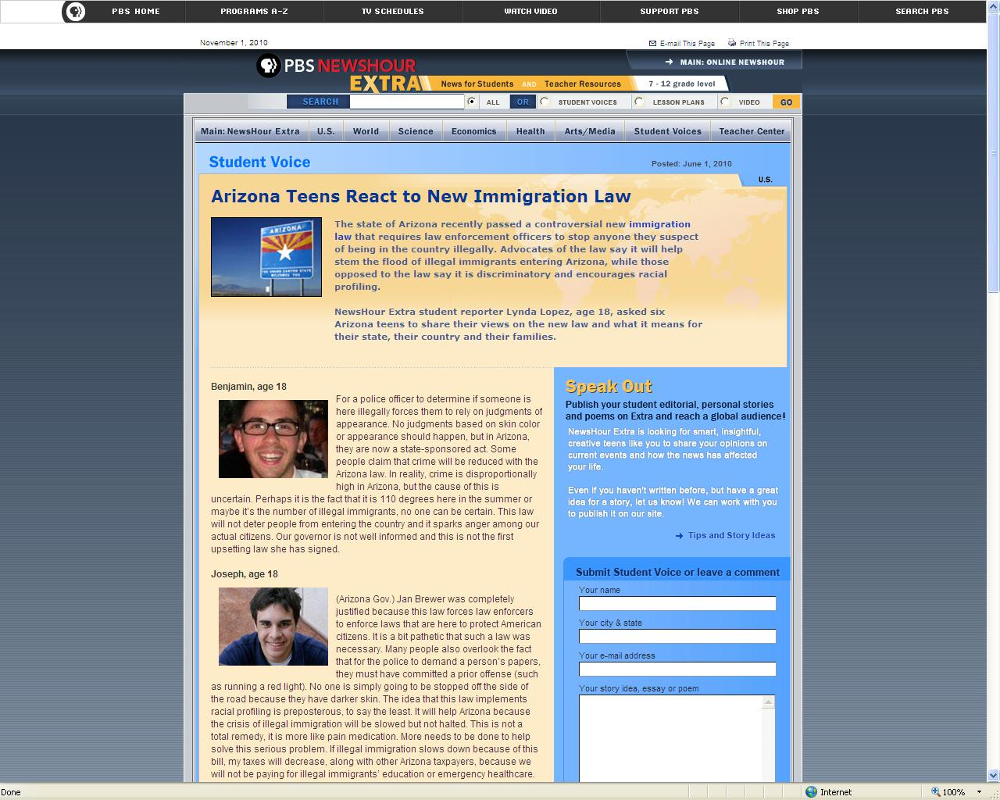 PBS HOME PROGRAMS A-Z TV SCHEDULES WATCH VIDEO SUPPORT PBS SHOP PBS SEARCH PBS
November 1, 2010
E-mail This Page Print This Page
PBS NEWSHOUR
MAIN: ONLINE NEWSHOUR
EXTRA News for Students AND Teacher Resources 7 - 12 grade level
SEARCH ALL OR STUDENT VOICES LESSON PLANS VIDEO GO
Main: NewsHour Extra U.S. World Science Economics Health Arts/Media Student Voices Teacher Center
Student Voice
Posted: June 1, 2010
U.S.
Arizona Teens React to New Immigration Law
ARIZONA
THE GRAND CANYON STATE
WELCOMES YOU
The state of Arizona recently passed a controversial new immigration
law that requires law enforcement officers to stop anyone they suspect
of being in the country illegally. Advocates of the law say it will help
stem the flood of illegal immigrants entering Arizona, while those
opposed to the law say it is discriminatory and encourages racial
profiling.
NewsHour Extra student reporter Lynda Lopez, age 18, asked six
Arizona teens to share their views on the new law and what it means for
their state, their country and their families.
Benjamin, age 18
For a police officer to determine if someone is
here illegally forces them to rely on judgments of
appearance. No judgments based on skin color
or appearance should happen, but in Arizona,
they are now a state-sponsored act. Some
people claim that crime will be reduced with the
Arizona law. In reality, crime is disproportionally
high in Arizona, but the cause of this is
uncertain. Perhaps it is the fact that it is 110 degrees here in the summer or
maybe it's the number of illegal immigrants, no one can be certain. This law
will not deter people from entering the country and it sparks anger among our
actual citizens. Our governor is not well informed and this is not the first
upsetting law she has signed.
Joseph, age 18
(Arizona Gov.) Jan Brewer was completely
justified because this law forces law enforcers
to enforce laws that are here to protect American
citizens. It is a bit pathetic that such a law was
necessary. Many people also overlook the fact
that for the police to demand a person's papers,
they must have committed a prior offense (such
as running a red light). No one is simply going to be stopped off the side of
the road because they have darker skin. The idea that this law implements
racial profiling is preposterous, to say the least. It will help Arizona because
the crisis of illegal immigration will be slowed but not halted. This is not a
total remedy, it is more like pain medication. More needs to be done to help
solve this serious problem. If illegal immigration slows down because of this
bill, my taxes will decrease, along with other Arizona taxpayers, because we
will not be paying for illegal immigrants' education or emergency healthcare.
Speak Out
Publish your student editorial, personal stories
and poems on Extra and reach a global audience!
NewsHour Extra is looking for smart, insightful,
creative teens like you to share your opinions on
current events and how the news has affected
your life.
Even if you haven't written before, but have a great
idea for a story, let us know! We can work with you
to publish it on our site.
Tips and Story Ideas
Submit Student Voice or leave a comment
Your name
Your city & state
Your e-mail address
Your story idea, essay or poem
Done Internet 100%